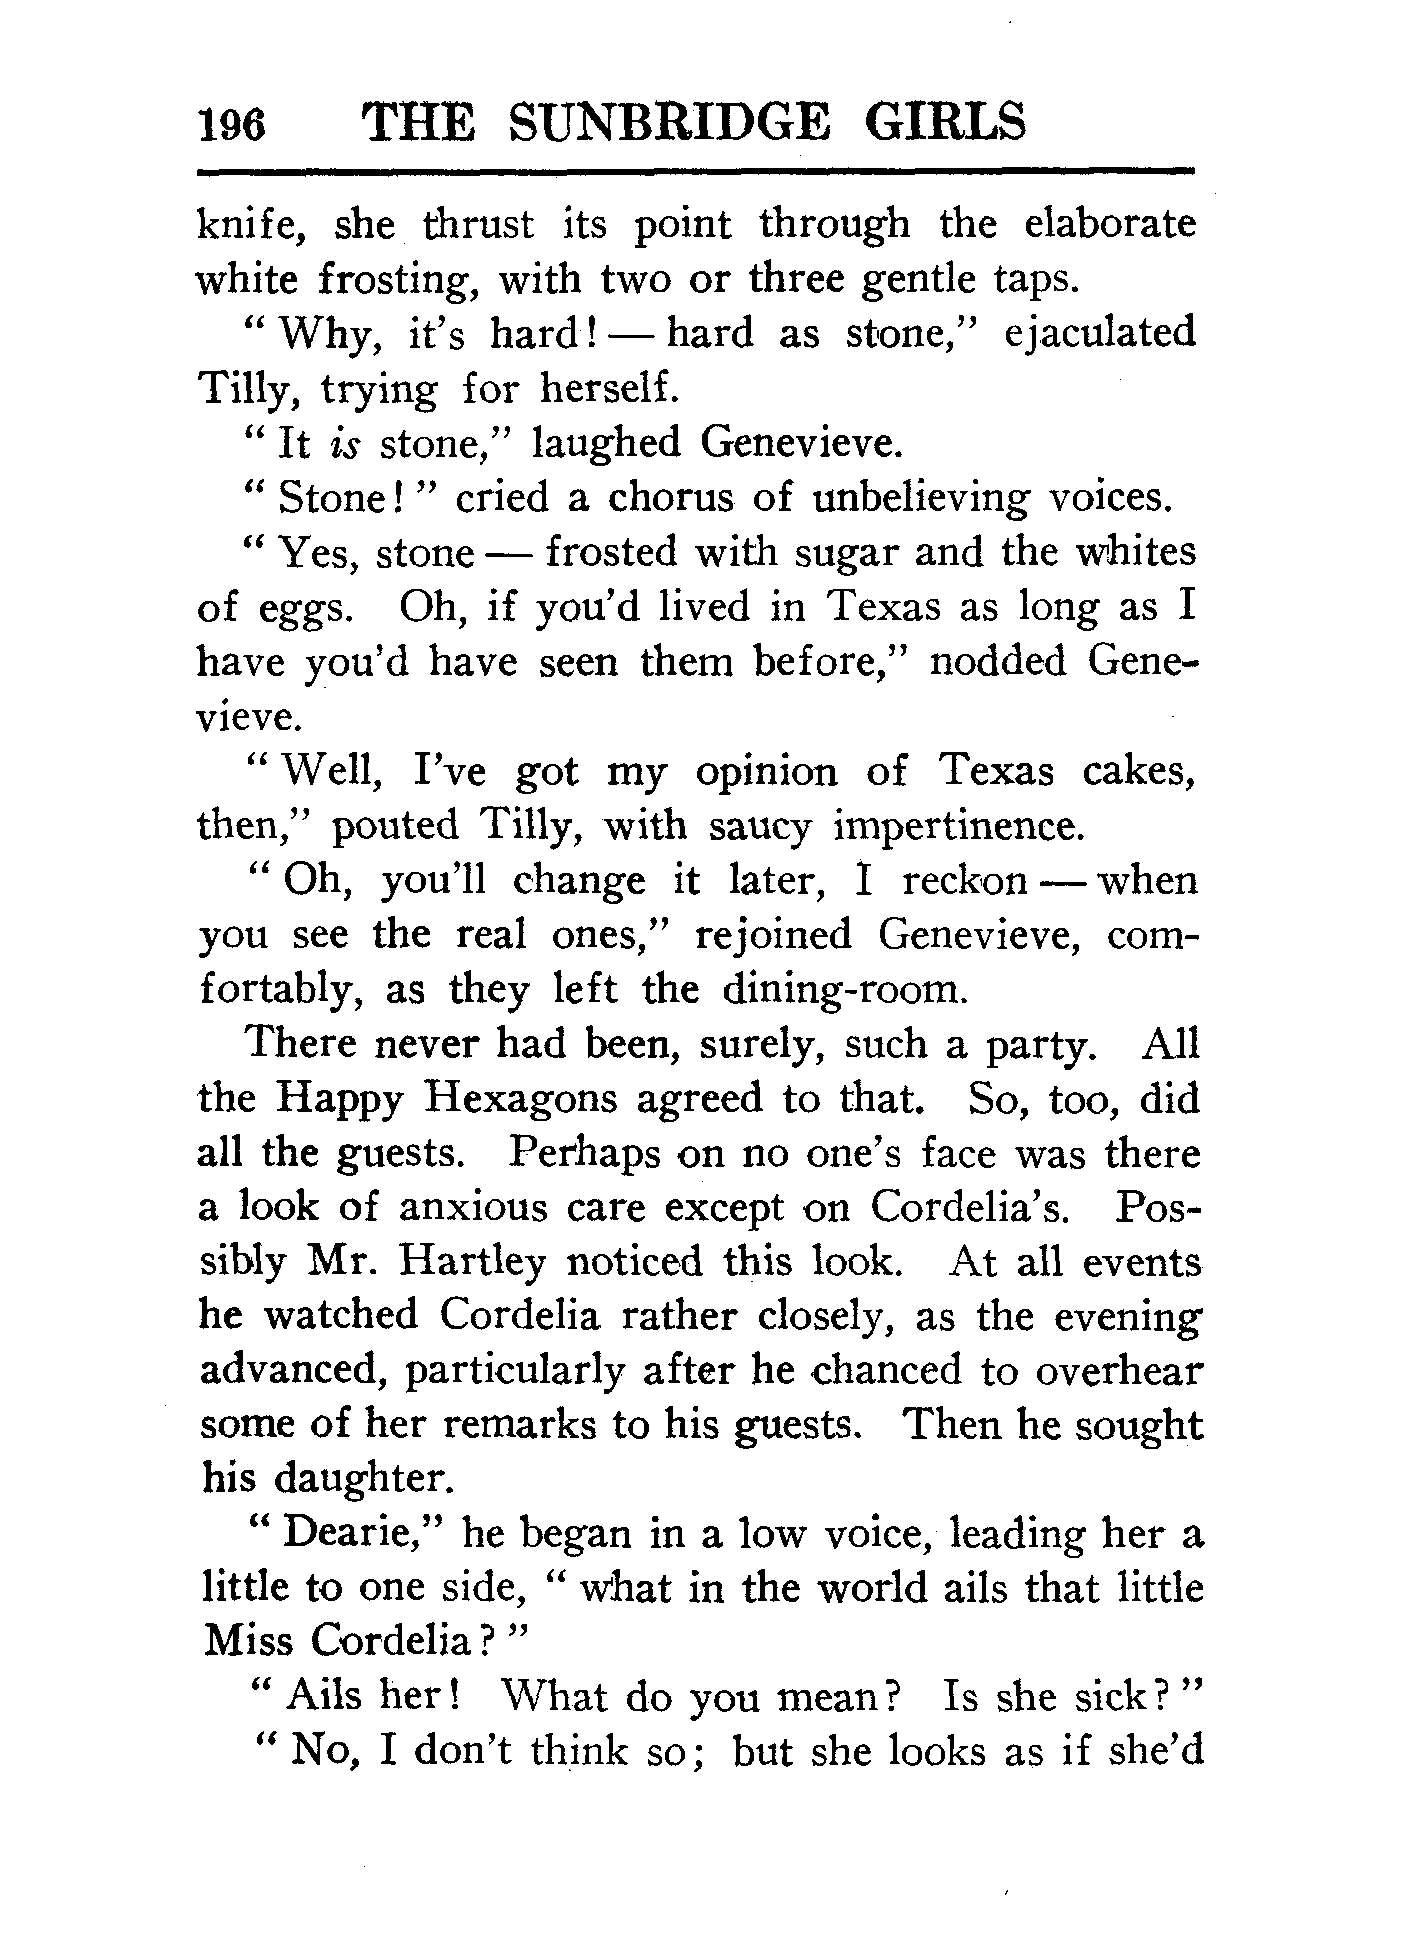 196 THE SUNBRIDGE GIRLS
knife, she thrust its point through the elaborate
white frosting, with two or three gentle taps.
“ Why, it’s hard! — hard as stone,” ejaculated
Tilly, trying for herself.
“ It is stone,” laughed Genevieve.
“ Stone! ” cried a chorus of unbelieving voices.
“ Yes, stone — frosted with sugar and the whites
of eggs. Oh, if you’d lived in Texas as long as I
have you’d have seen them before,” nodded Gene-
vieve.
“ Well, I’ve got my opinion of Texas cakes,
then,” pouted Tilly, with saucy impertinence.
“ Oh, you’ll change it later, I reckon — when
you see the real ones,” rejoined Genevieve, com-
fortably, as they left the dining-room.
There never had been, surely, such a party. All
the Happy Hexagons agreed to that. So, too, did
all the guests. Perhaps on no one’s face was there
a look of anxious care except on Cordelia’s. Pos-
sibly Mr. Hartley noticed this look. At all events
he watched Cordelia rather closely, as the evening
advanced, particularly after he chanced to overhear
some of her remarks to his guests. Then he sought
his daughter.
“ Dearie,” he began in a low voice, leading her a
little to one side, “ what in the world ails that little
Miss Cordelia? ”
“ Ails her! What do you mean? Is she sick? ”
“ No, I don’t think so; but she looks as if she’d